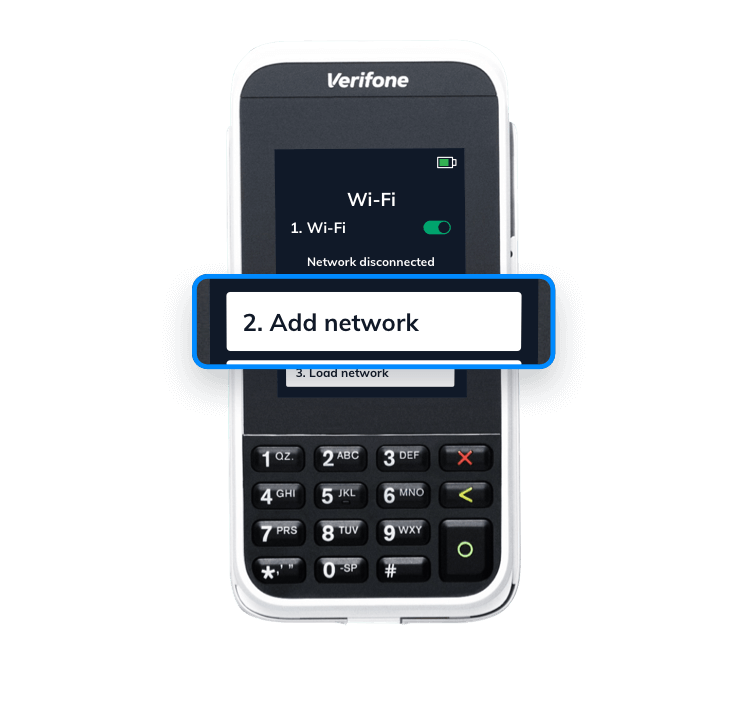 Verifone
Wi-Fi
1. Wi-Fi
Network disconnected
2. Add network
3. Load network
1 QZ. 2 ABC 3 DEF
4 GHI 5 JKL 6 MNO <
7 PRS 8 TUV 9 WXY
*,' " 0 -SP #